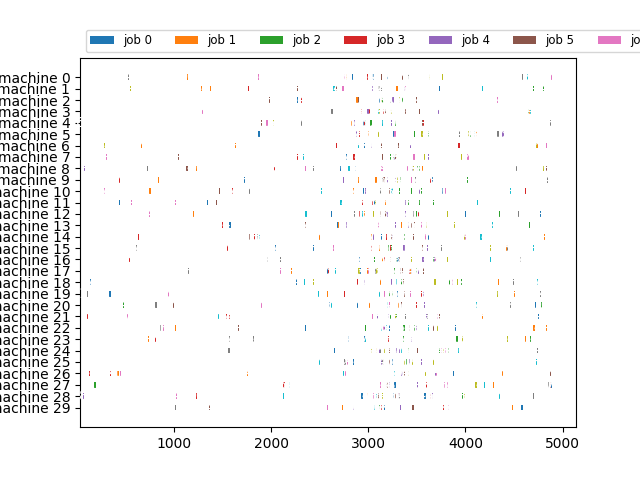 job 0 job 1 job 2 job 3 job 4 job 5 jo
machine 0
machine 1
machine 2
machine 3
machine 4
machine 5
machine 6
machine 7
machine 8
machine 9
machine 10
machine 11
machine 12
machine 13
machine 14
machine 15
machine 16
machine 17
machine 18
machine 19
machine 20
machine 21
machine 22
machine 23
machine 24
machine 25
machine 26
machine 27
machine 28
machine 29
1000 2000 3000 4000 5000